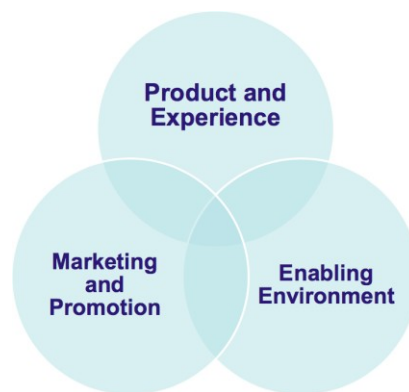 Product and
Experience
Marketing
and
Promotion
Enabling
Environment